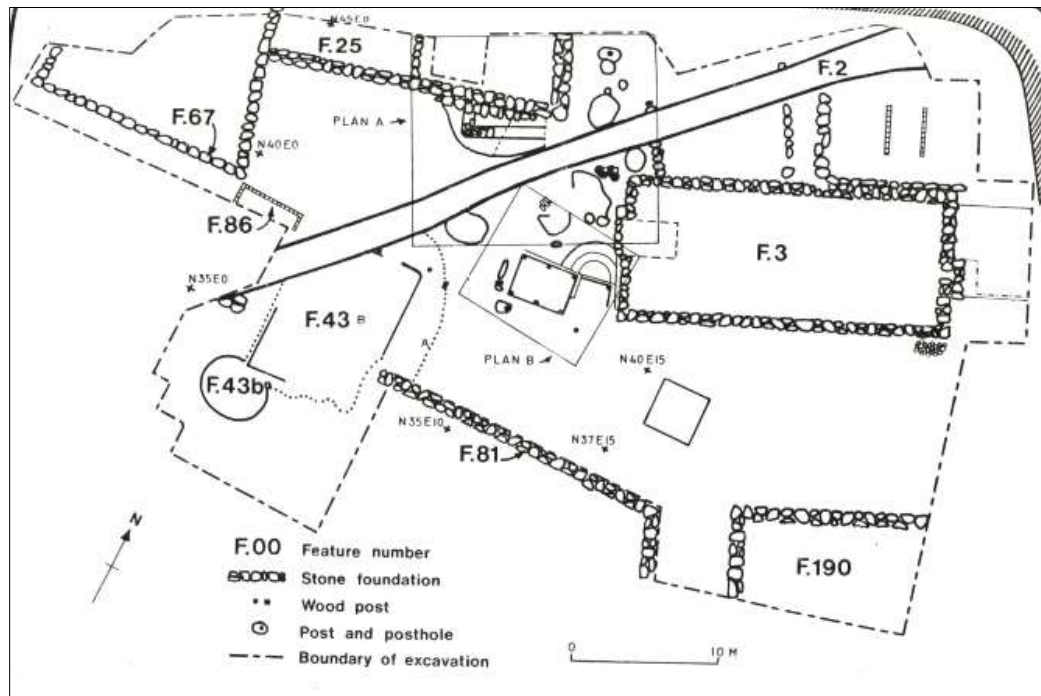 N45E0
F.25
F.2
F.67
PLAN A
N40E0
F.86
F.3
N35E0
F.43 B
A
PLAN B
N40E15
F.43b
N35E10
N37E15
F.81
N
F.00 Feature number
Stone foundation
Wood post
Post and posthole
Boundary of excavation
F.190
0 10 M